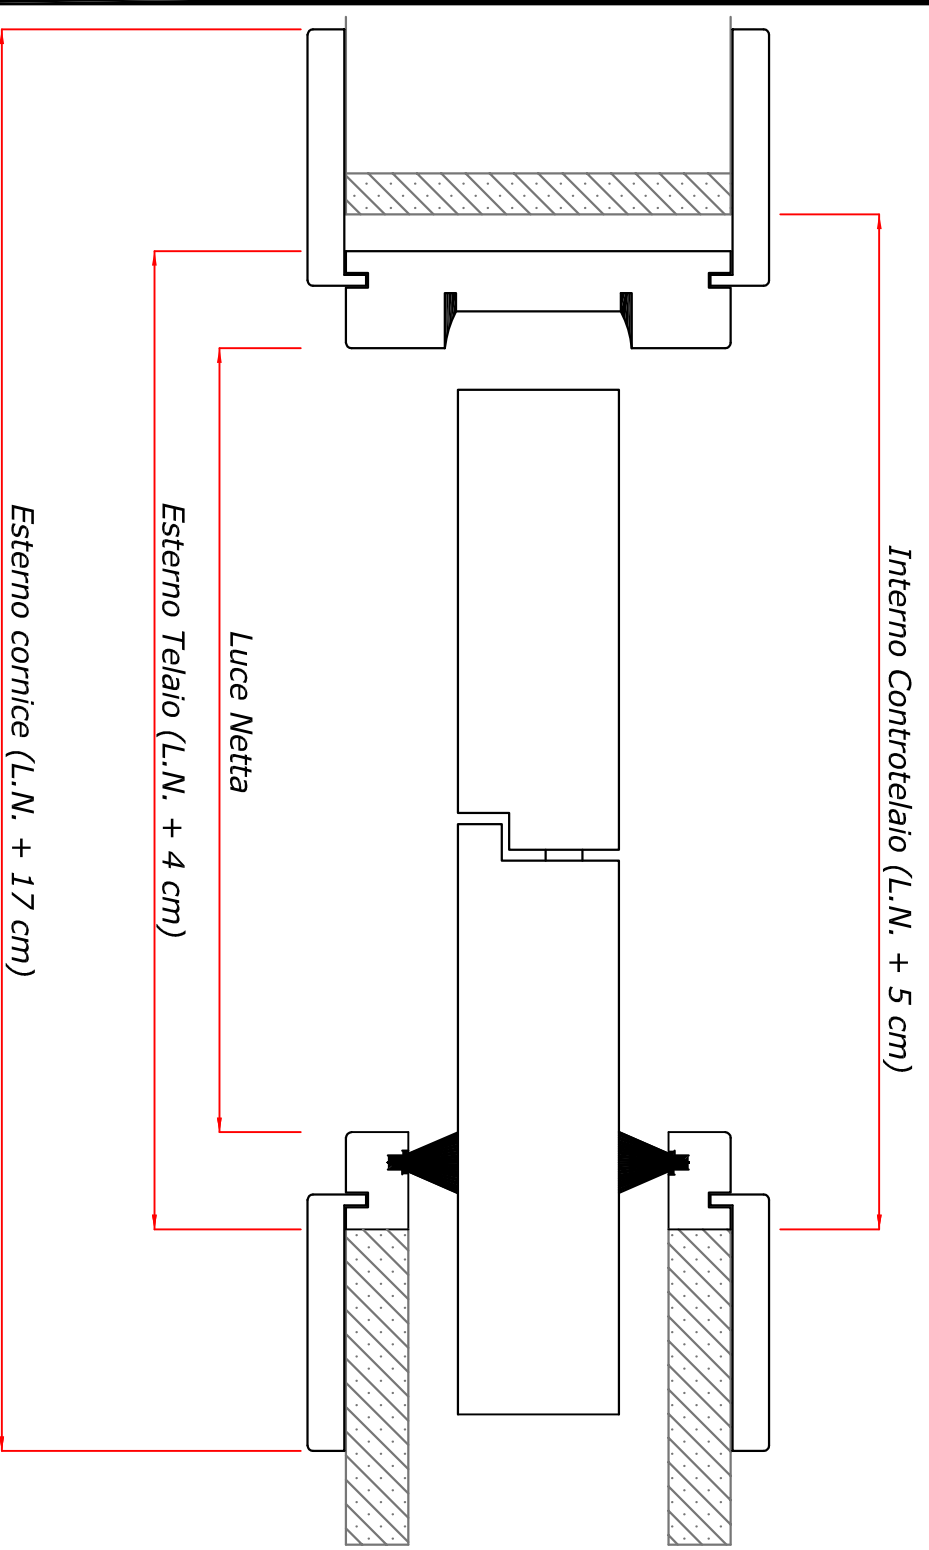 Interno Controtelaio (L.N. + 5 cm)
Luce Netta
Esterno Telaio (L.N. + 4 cm)
Esterno cornice (L.N. + 17 cm)